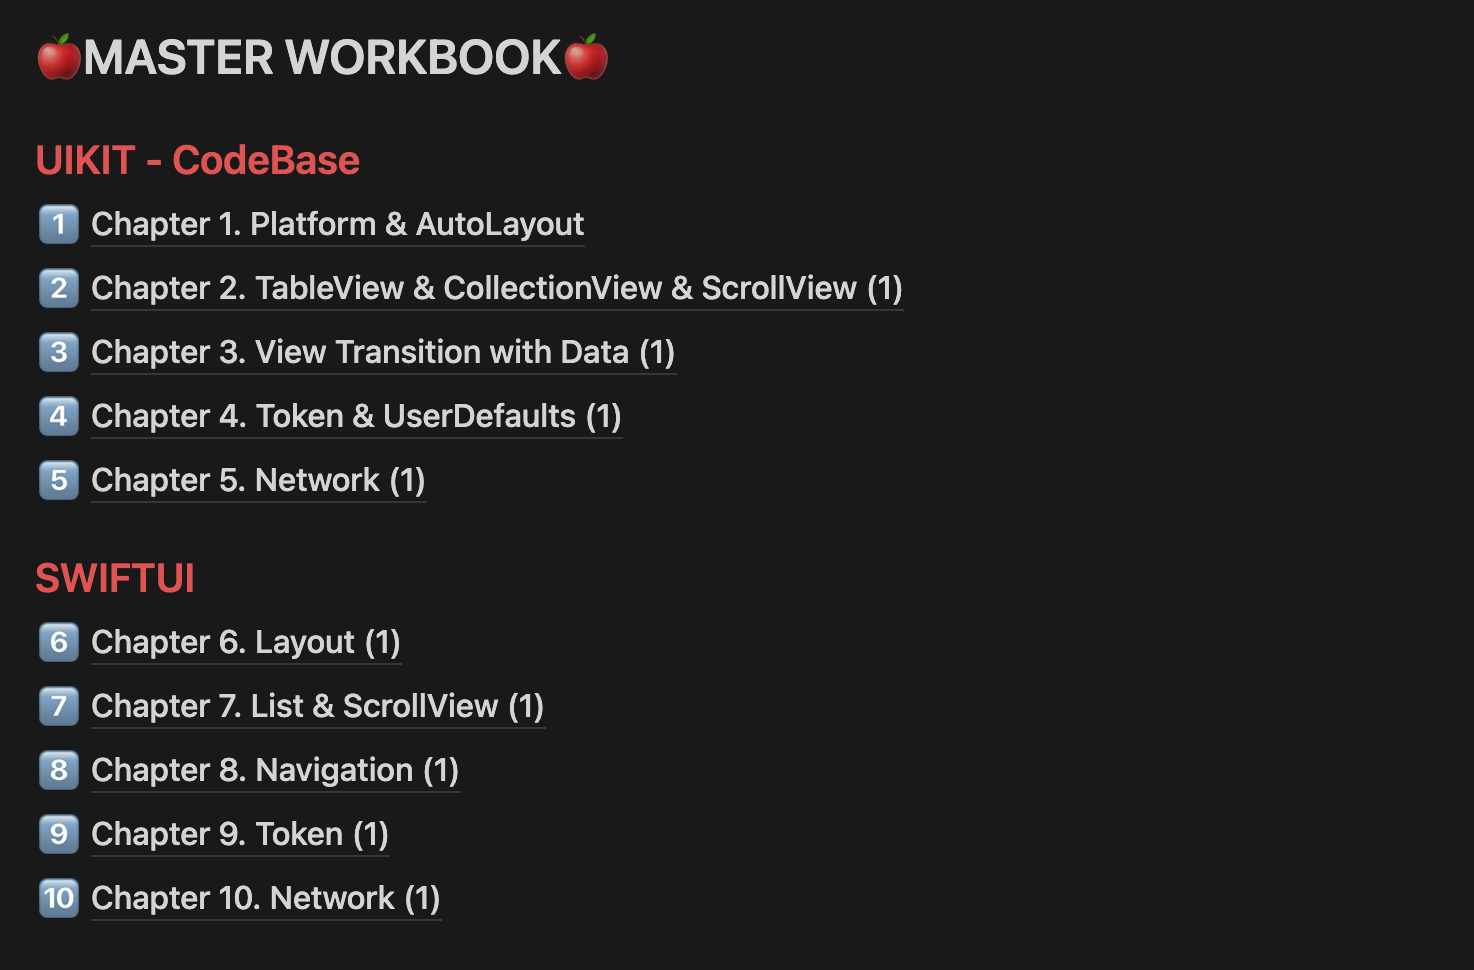 🍎MASTER WORKBOOK🍎
UIKIT - CodeBase
1️⃣ Chapter 1. Platform & AutoLayout
2️⃣ Chapter 2. TableView & CollectionView & ScrollView (1)
3️⃣ Chapter 3. View Transition with Data (1)
4️⃣ Chapter 4. Token & UserDefaults (1)
5️⃣ Chapter 5. Network (1)
SWIFTUI
6️⃣ Chapter 6. Layout (1)
7️⃣ Chapter 7. List & ScrollView (1)
8️⃣ Chapter 8. Navigation (1)
9️⃣ Chapter 9. Token (1)
🔟 Chapter 10. Network (1)